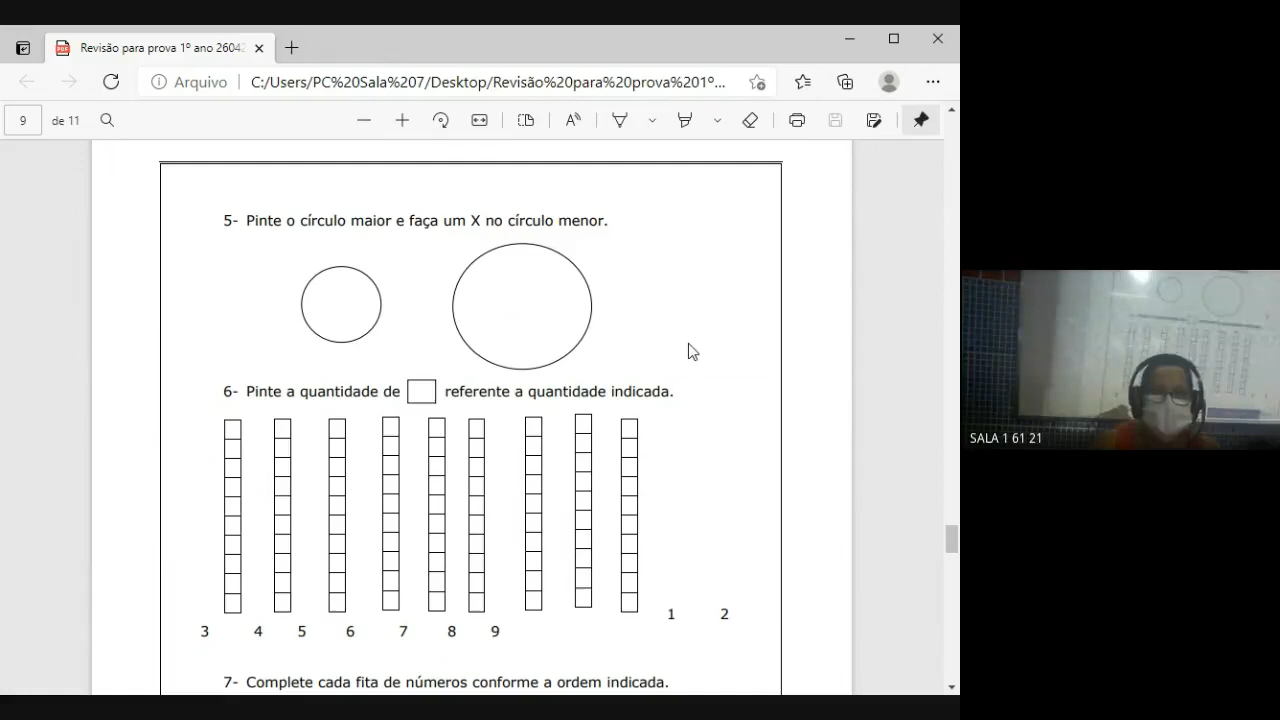 Revisão para prova 1º ano 26042
Arquivo C:/Users/PC%20Sala%207/Desktop/Revisão%20para%20prova%201º...
9 de 11
5- Pinte o círculo maior e faça um X no círculo menor.
6- Pinte a quantidade de referente a quantidade indicada.
1 2
3 4 5 6 7 8 9
7- Complete cada fita de números conforme a ordem indicada.
SALA 1 61 21